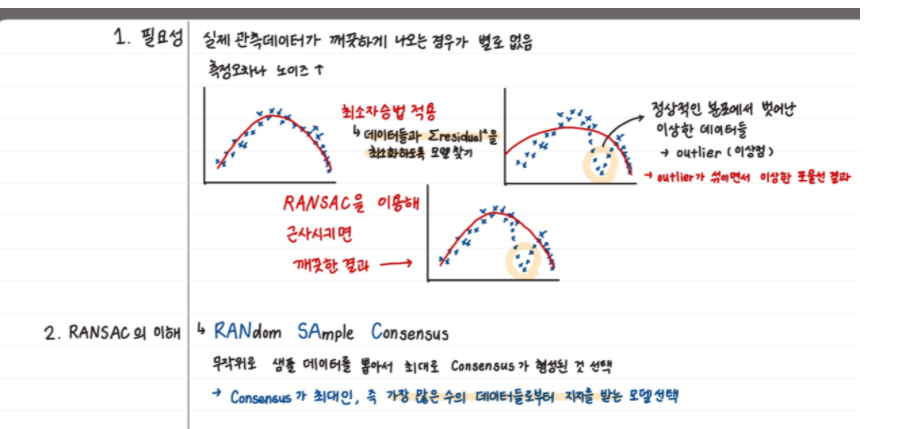 1. 필요성
실제 관측데이터가 깨끗하게 나오는 경우가 별로 없음
측정오차나 노이즈 ↑
최소자승법 적용
↳ 데이터들과 Σresidual²을
최소화하도록 모델 찾기
정상적인 분포에서 벗어난
이상한 데이터들
→ outlier (이상점)
→ outlier가 섞이면서 이상한 포물선 결과
RANSAC을 이용해
근사시키면
깨끗한 결과 →
2. RANSAC의 이해
↳ RANdom SAmple Consensus
무작위로 샘플 데이터를 뽑아서 최대로 Consensus가 형성된 것 선택
→ Consensus가 최대인, 즉 가장 많은 수의 데이터들로부터 지지를 받는 모델 선택